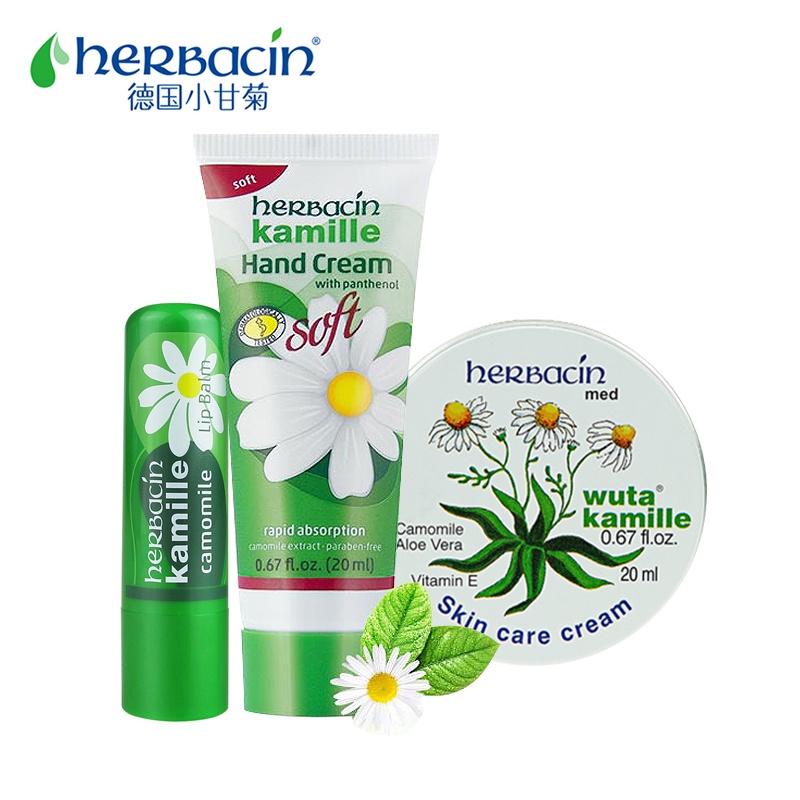 herbacin®
德国小甘菊
soft
herbacin
kamille
Hand Cream
with panthenol
DERMATOLOGICALLY TESTED
soft
rapid absorption
camomile extract · paraben-free
0.67 fl.oz. (20 ml)
herbacin
kamille
camomile
Lip Balm
herbacin
med
wuta®
kamille
0.67 fl.oz.
20 ml
Camomile
Aloe Vera
Vitamin E
Skin care cream